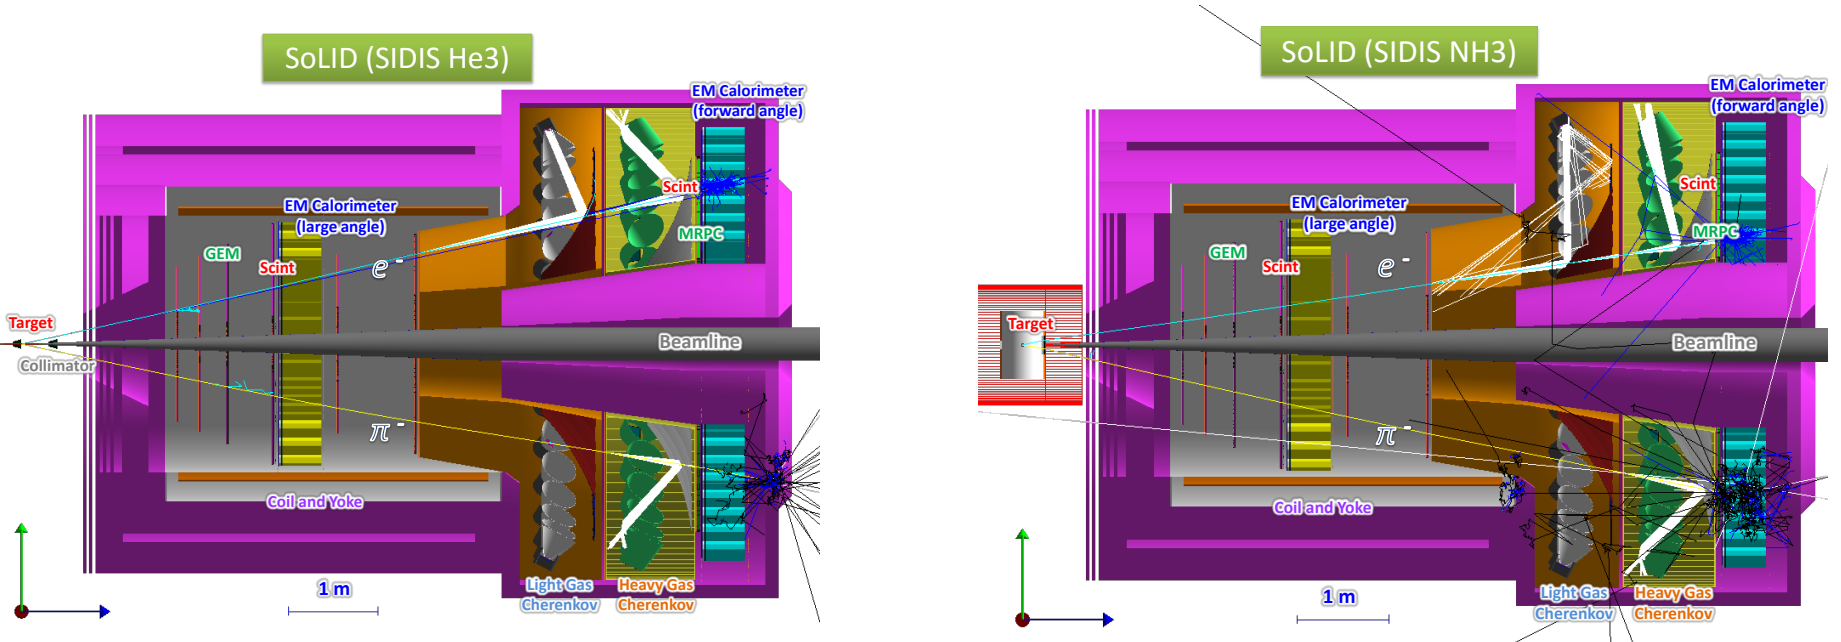 SoLID (SIDIS He3)
EM Calorimeter
(forward angle)
Scint
EM Calorimeter
(large angle)
MRPC
GEM
Scint
e-
Target
Beamline
Collimator
π-
Coil and Yoke
1 m
Light Gas
Cherenkov
Heavy Gas
Cherenkov
SoLID (SIDIS NH3)
EM Calorimeter
(forward angle)
Scint
EM Calorimeter
(large angle)
MRPC
GEM
Scint
e-
Target
Beamline
π-
Coil and Yoke
1 m
Light Gas
Cherenkov
Heavy Gas
Cherenkov